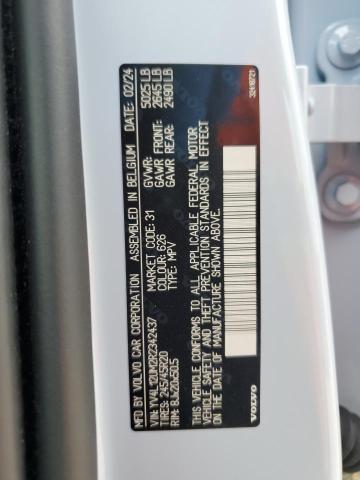 MFD BY VOLVO CAR CORPORATION ASSEMBLED IN BELGIUM DATE: 02/24
VIN: YV4L12UM2R2342437
MARKET CODE: 31
GVWR: 5025 LB
TIRES: 245/45R20
COLOUR: 626
GAWR FRONT: 2645 LB
RIM: 8Jx20x50.5
TYPE: MPV
GAWR REAR: 2490 LB
THIS VEHICLE CONFORMS TO ALL APPLICABLE FEDERAL MOTOR
VEHICLE SAFETY AND THEFT PREVENTION STANDARDS IN EFFECT
ON THE DATE OF MANUFACTURE SHOWN ABOVE.
VOLVO